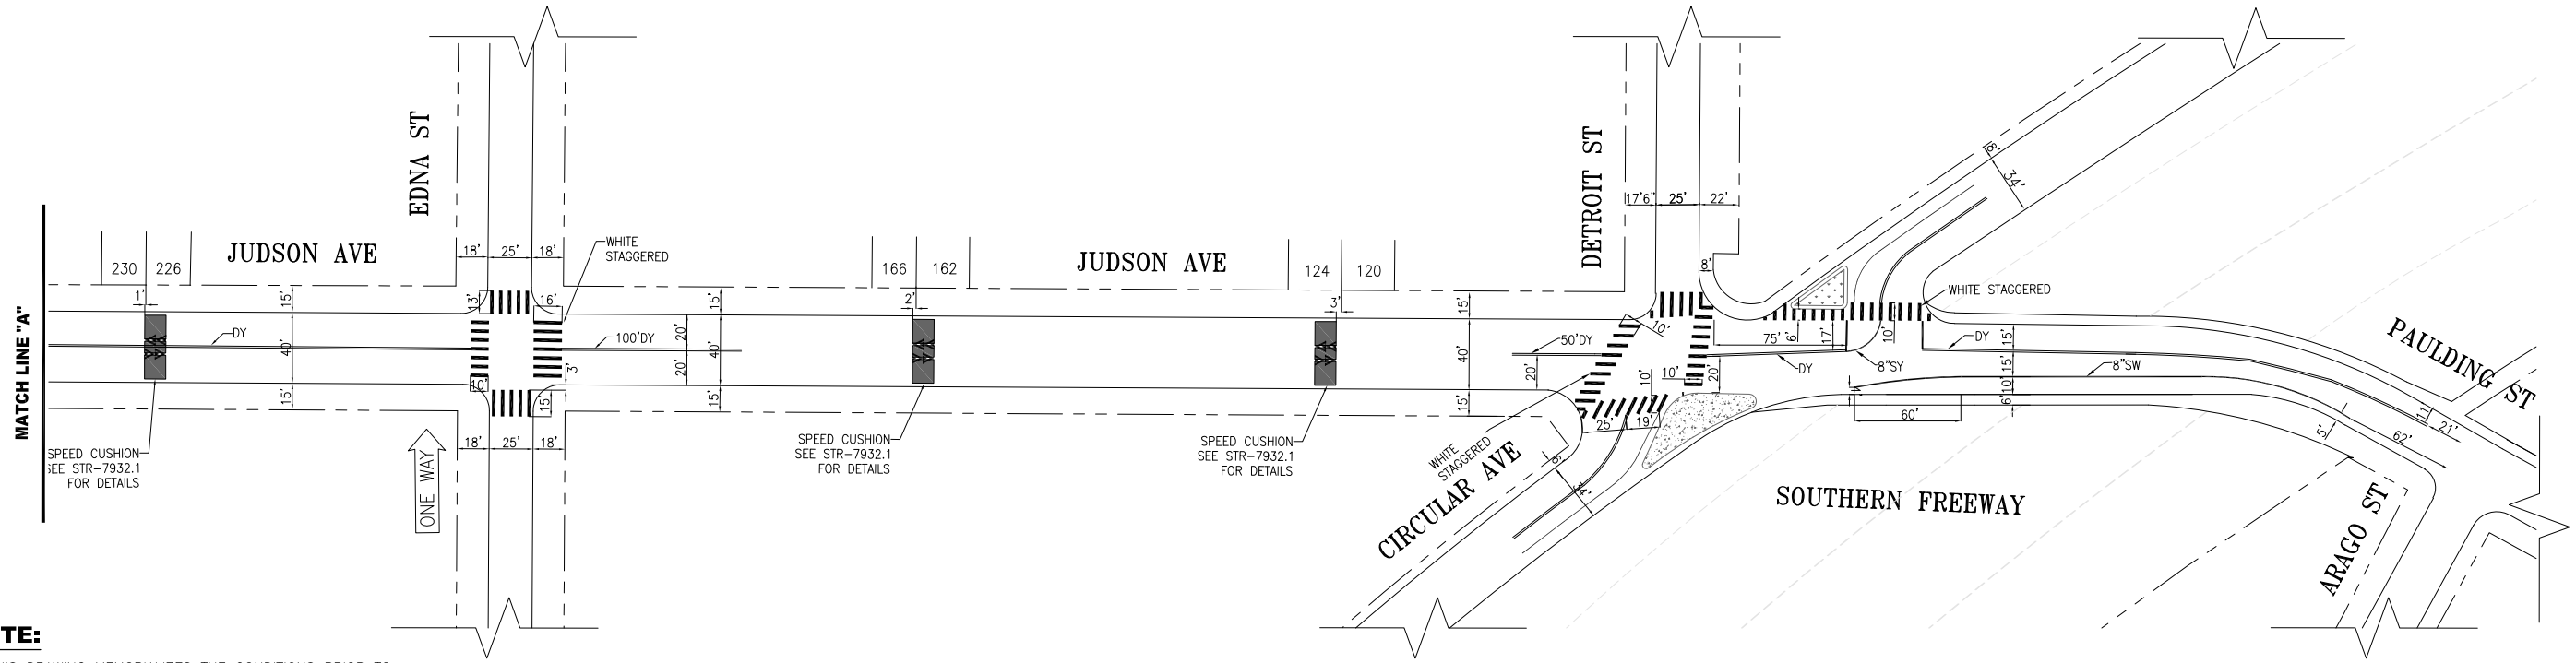 EDNA ST
DETROIT ST
8'
34'
17'6"
25'
22'
JUDSON AVE
230
226
18'
25'
18'
WHITE
STAGGERED
166
162
JUDSON AVE
124
120
8'
MATCH LINE "A"
1'
15'
13'
16'
15'
2'
3'
15'
WHITE STAGGERED
DY
40'
20'
100'DY
40'
20'
50'DY
40'
20'
10'
75'
6'
17'
10'
DY
8"SY
DY
15'
15'
8"SW
PAULDING ST
15'
10'
3'
15'
15'
15'
10'
10'
20'
4'
10'
6'
60'
25'
19'
11'
21'
62'
5'
SPEED CUSHION
SEE STR-7932.1
FOR DETAILS
18'
25'
18'
ONE WAY
SPEED CUSHION
SEE STR-7932.1
FOR DETAILS
SPEED CUSHION
SEE STR-7932.1
FOR DETAILS
WHITE
STAGGERED
CIRCULAR AVE
34'
SOUTHERN FREEWAY
ARAGO ST
TE: